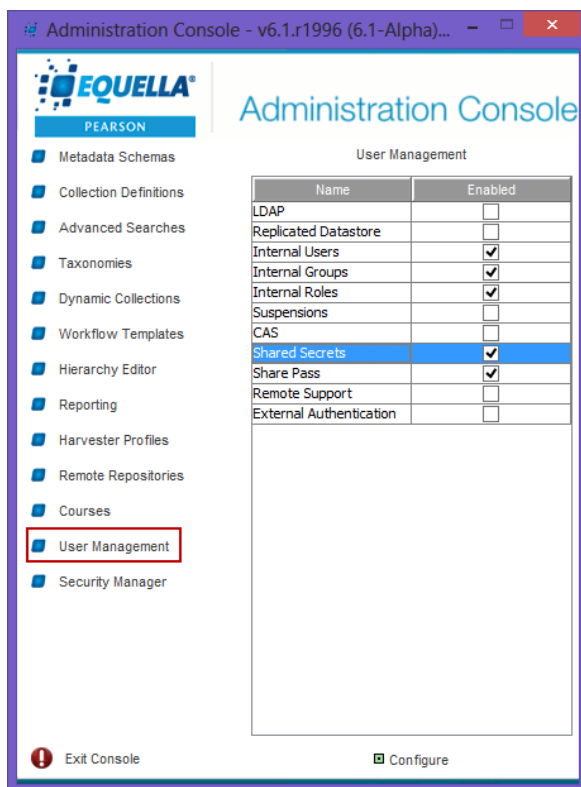 Administration Console - v6.1.r1996 (6.1-Alpha)...
EQUELLA®
PEARSON
Administration Console
Metadata Schemas
Collection Definitions
Advanced Searches
Taxonomies
Dynamic Collections
Workflow Templates
Hierarchy Editor
Reporting
Harvester Profiles
Remote Repositories
Courses
User Management
Security Manager
User Management
Name Enabled
LDAP
Replicated Datastore
Internal Users
Internal Groups
Internal Roles
Suspensions
CAS
Shared Secrets
Share Pass
Remote Support
External Authentication
Exit Console
Configure